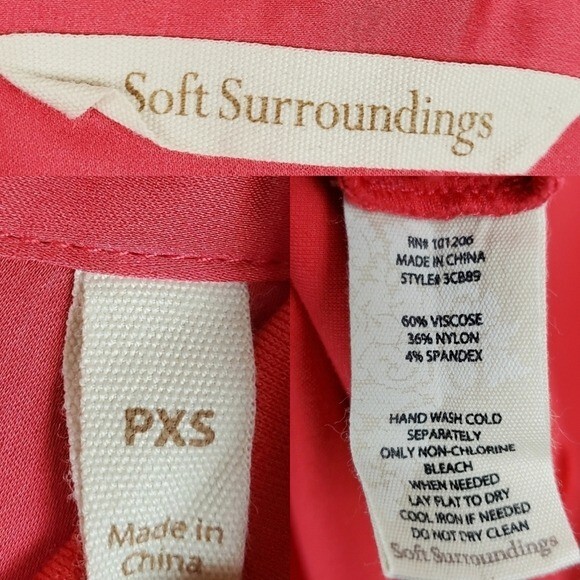 Soft Surroundings
PXS
Made in
China
RN# 101206
MADE IN CHINA
STYLE# 3CB89
60% VISCOSE
36% NYLON
4% SPANDEX
HAND WASH COLD
SEPARATELY
ONLY NON-CHLORINE
BLEACH
WHEN NEEDED
LAY FLAT TO DRY
COOL IRON IF NEEDED
DO NOT DRY CLEAN
Soft Surroundings